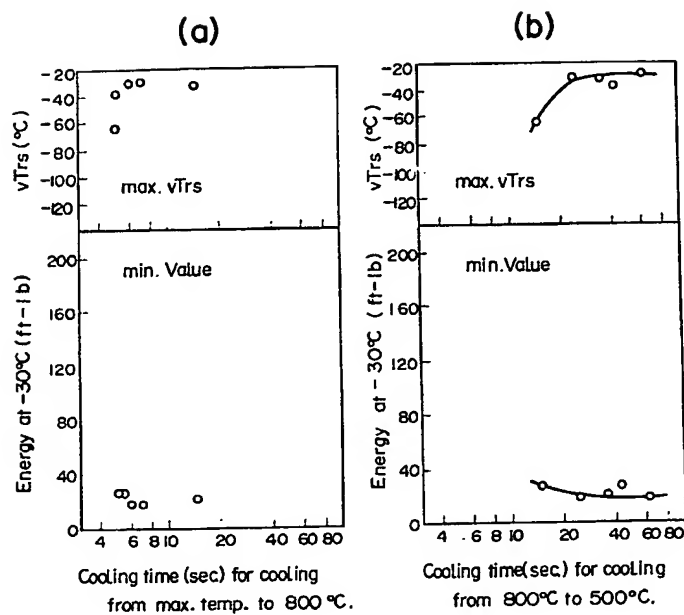 (a)
(b)
-20
-40
-60
-80
-100
-120
vTrs (°C)
max. vTrs
-20
-40
-60
-80
-100
-120
vTrs (°C)
max. vTrs
200
160
120
80
40
0
Energy at -30°C (ft-lb)
min. Value
200
160
120
80
40
0
Energy at -30°C (ft-lb)
min. Value
4 6 8 10 20 40 60 80
4 6 8 10 20 40 60 80
Cooling time (sec.) for cooling
from max. temp. to 800 °C.
Cooling time(sec.) for cooling
from 800°C to 500°C.